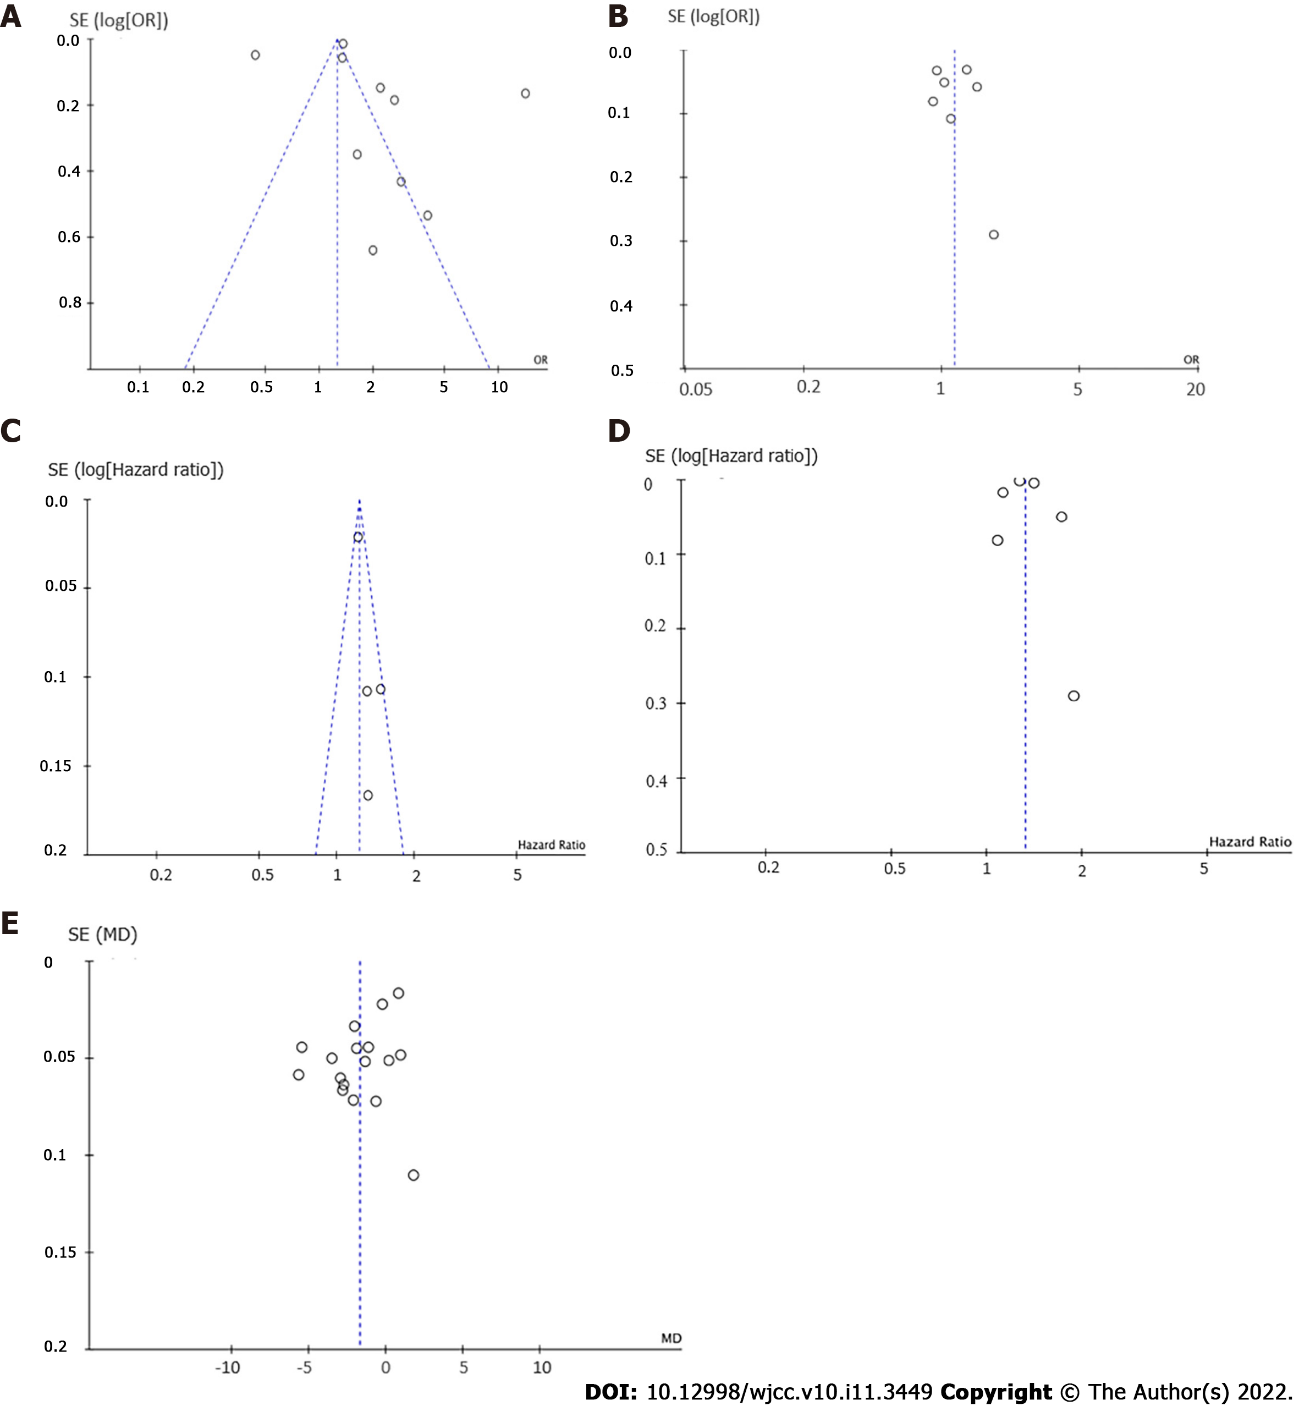 A
SE (log[OR])
0.0
0.2
0.4
0.6
0.8
OR
0.1 0.2 0.5 1 2 5 10
B
SE (log[OR])
0.0
0.1
0.2
0.3
0.4
0.5
OR
0.05 0.2 1 5 20
C
SE (log[Hazard ratio])
0.0
0.05
0.1
0.15
0.2
Hazard Ratio
0.2 0.5 1 2 5
D
SE (log[Hazard ratio])
0
0.1
0.2
0.3
0.4
0.5
Hazard Ratio
0.2 0.5 1 2 5
E
SE (MD)
0
0.05
0.1
0.15
0.2
MD
-10 -5 0 5 10
DOI: 10.12998/wjcc.v10.i11.3449 Copyright © The Author(s) 2022.